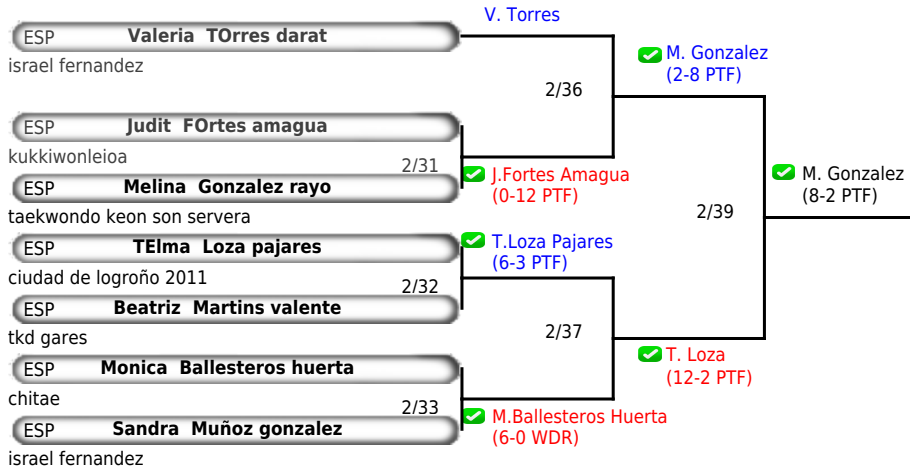 V. Torres
ESP Valeria TOrres darat
israel fernandez
M. Gonzalez
(2-8 PTF)
2/36
ESP Judit FOrtes amagua
kukkiwonleioa
2/31
J.Fortes Amagua
(0-12 PTF)
M. Gonzalez
(8-2 PTF)
ESP Melina Gonzalez rayo
taekwondo keon son servera
2/39
ESP TElma Loza pajares
T.Loza Pajares
(6-3 PTF)
ciudad de logroño 2011
2/32
ESP Beatriz Martins valente
tkd gares
2/37
T. Loza
(12-2 PTF)
ESP Monica Ballesteros huerta
chitae
2/33
M.Ballesteros Huerta
(6-0 WDR)
ESP Sandra Muñoz gonzalez
israel fernandez